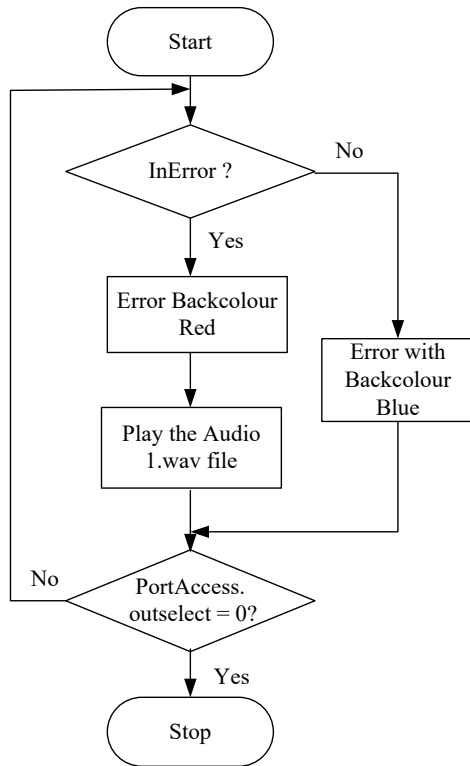 Start
InError ?
No
Yes
Error Backcolour
Red
Error with
Backcolour
Blue
Play the Audio
1.wav file
No
PortAccess.
outselect = 0?
Yes
Stop